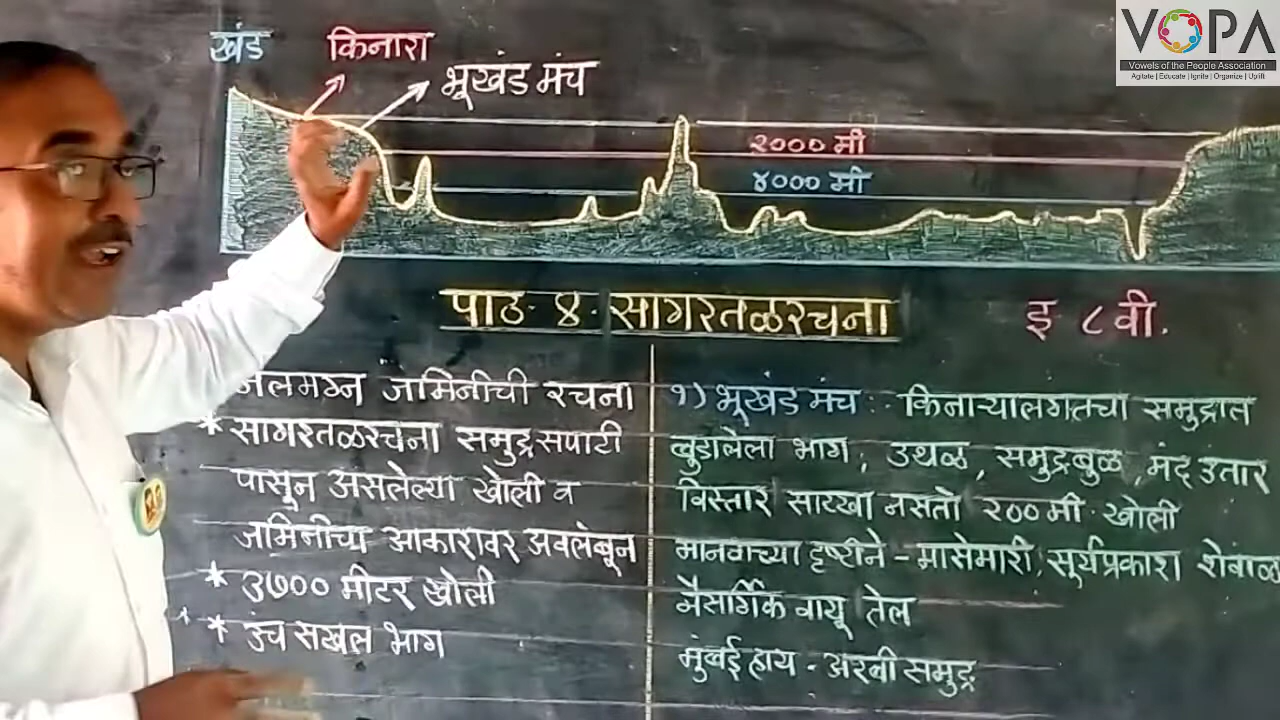 VOPA
Vowels of the People Association
Agitate | Educate | Ignite | Organize | Uplift
खंड किनारा
भूखंड मंच
२००० मी
४००० मी
पाठ ४. सागरतळरचना
इ ८ वी.
जलमग्न जमिनीची रचना
* सागरतळरचना समुद्रसपाटी
पासून असलेल्या खोली व
जमिनीच्या आकारावर अवलंबून
* ३७०० मीटर खोली
* उंच सखल भाग
१) भूखंड मंच :- किनाऱ्यालगतचा समुद्रात
बुडालेला भाग, उथळ, समुद्रबुळ, मंद उतार
विस्तार सारखा नसतो २०० मी. खोली
मानवाच्या दृष्टीने - मासेमारी, सूर्यप्रकाश शेवाळ
नैसर्गिक वायू तेल
मुंबई हाय - अरबी समुद्र